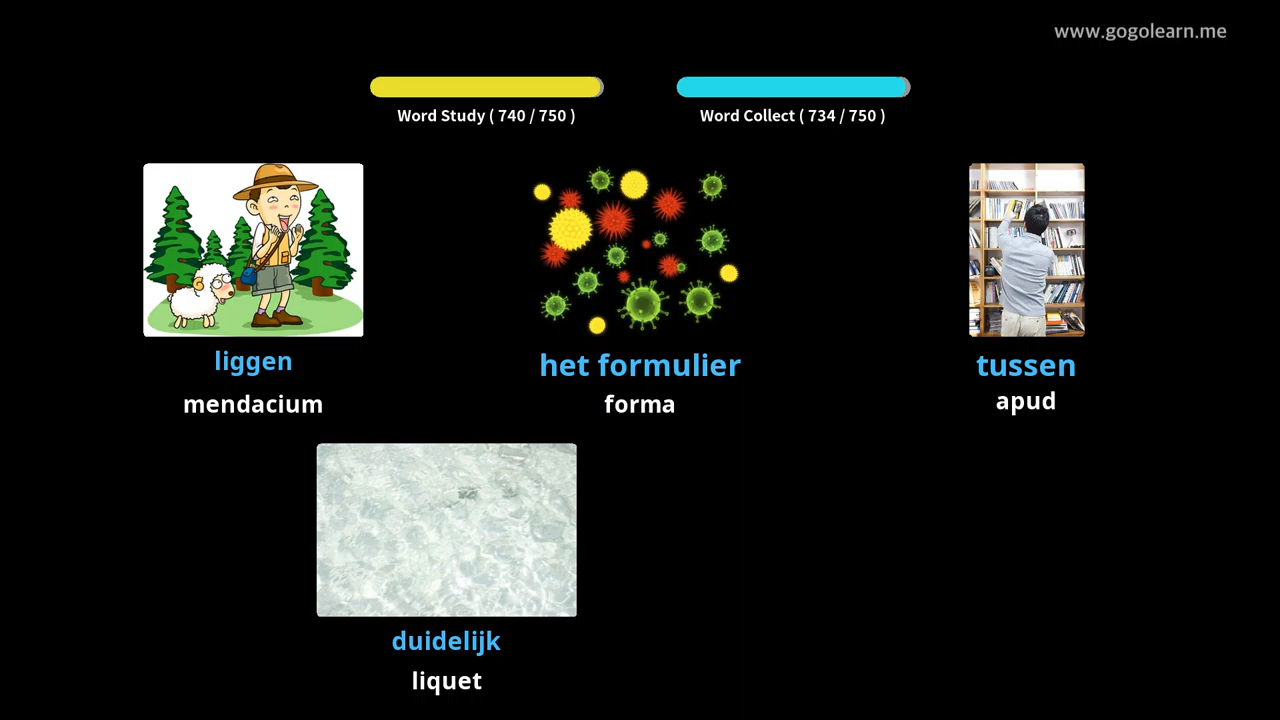 www.gogolearn.me
Word Study ( 740 / 750 )
Word Collect ( 734 / 750 )
liggen
mendacium
het formulier
forma
tussen
apud
duidelijk
liquet